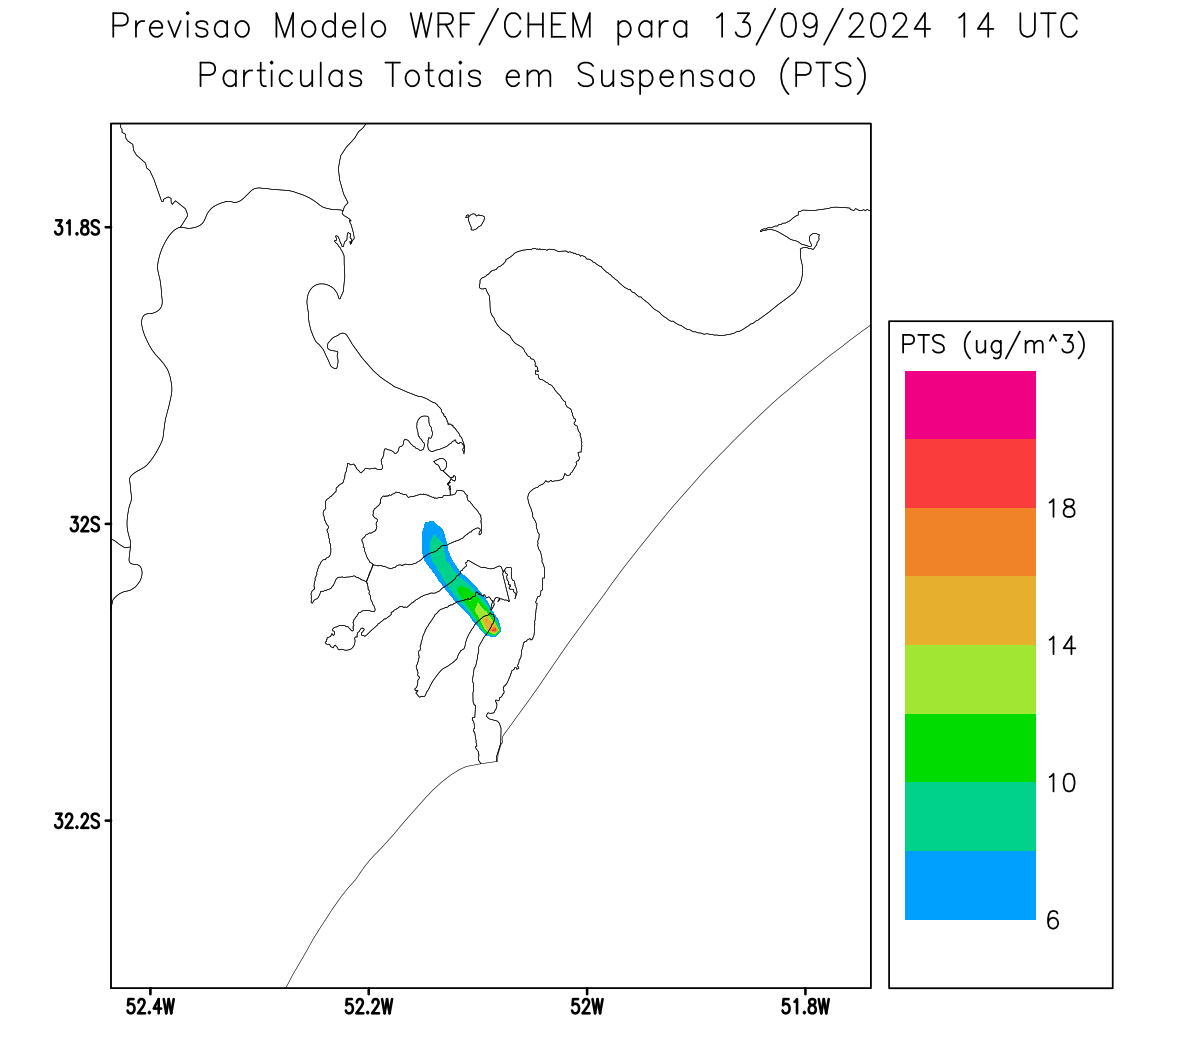 Previsao Modelo WRF/CHEM para 13/09/2024 14 UTC
Particulas Totais em Suspensao (PTS)
31.8S
32S
32.2S
52.4W
52.2W
52W
51.8W
PTS (ug/m^3)
18
14
10
6